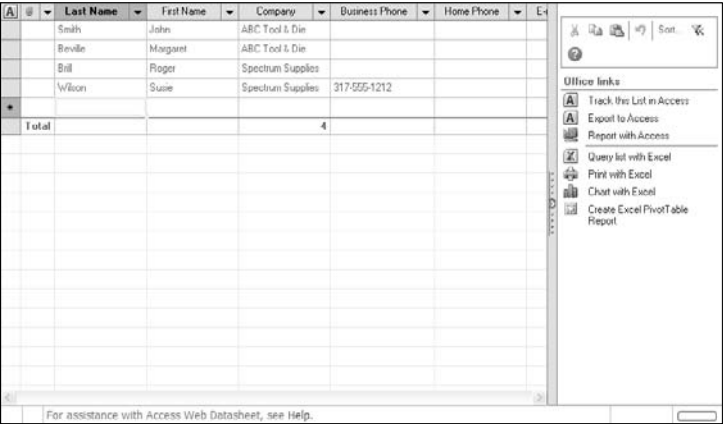 A Last Name First Name Company Business Phone Home Phone E-
Smith John ABC Tool & Die
Beville Margaret ABC Tool & Die
Brill Roger Spectrum Supplies
Wilson Susie Spectrum Supplies 317-555-1212
*
Total 4
Sort...
Office links
Track this List in Access
Export to Access
Report with Access
Query list with Excel
Print with Excel
Chart with Excel
Create Excel PivotTable
Report
For assistance with Access Web Datasheet, see Help.